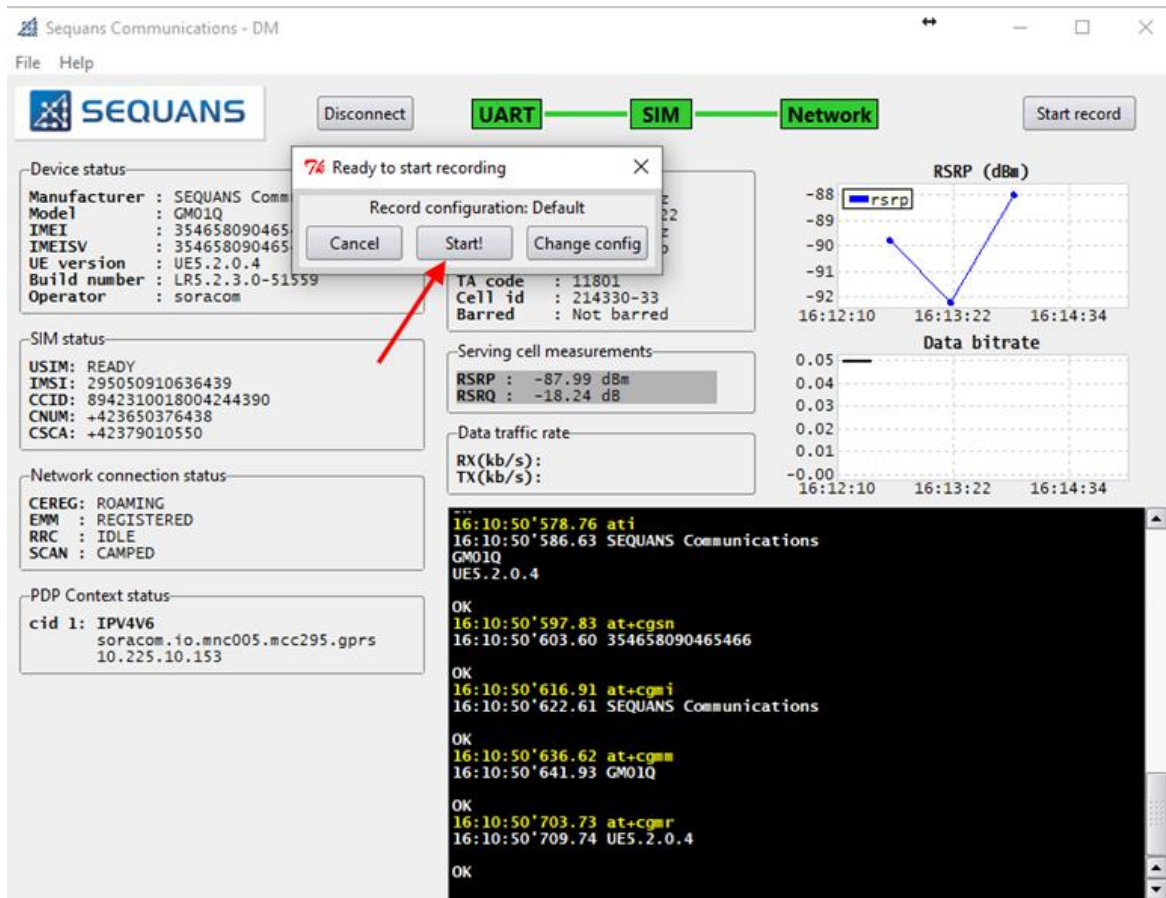 Sequans Communications - DM
File Help
SEQUANS
Disconnect
UART
SIM
Network
Start record
Device status
Manufacturer : SEQUANS Comm
Model : GM01Q
IMEI : 354658090465
IMEISV : 354658090465
UE version : UE5.2.0.4
Build number : LR5.2.3.0-51559
Operator : soracom
Ready to start recording
Record configuration: Default
Cancel
Start!
Change config
z
22
z
TA code : 11801
Cell id : 214330-33
Barred : Not barred
SIM status
USIM: READY
IMSI: 295050910636439
CCID: 8942310018004244390
CNUM: +423650376438
CSCA: +42379010550
Serving cell measurements
RSRP : -87.99 dBm
RSRQ : -18.24 dB
Data traffic rate
RX(kb/s):
TX(kb/s):
Network connection status
CEREG: ROAMING
EMM : REGISTERED
RRC : IDLE
SCAN : CAMPED
PDP Context status
cid 1: IPV4V6
soracom.io.mnc005.mcc295.gprs
10.225.10.153
RSRP (dBm)
rsrp
-88
-89
-90
-91
-92
16:12:10 16:13:22 16:14:34
Data bitrate
0.05
0.04
0.03
0.02
0.01
-0.00
16:12:10 16:13:22 16:14:34
16:10:50'578.76 ati
16:10:50'586.63 SEQUANS Communications
GM01Q
UE5.2.0.4
OK
16:10:50'597.83 at+cgsn
16:10:50'603.60 354658090465466
OK
16:10:50'616.91 at+cgmi
16:10:50'622.61 SEQUANS Communications
OK
16:10:50'636.62 at+cgmm
16:10:50'641.93 GM01Q
OK
16:10:50'703.73 at+cgmr
16:10:50'709.74 UE5.2.0.4
OK